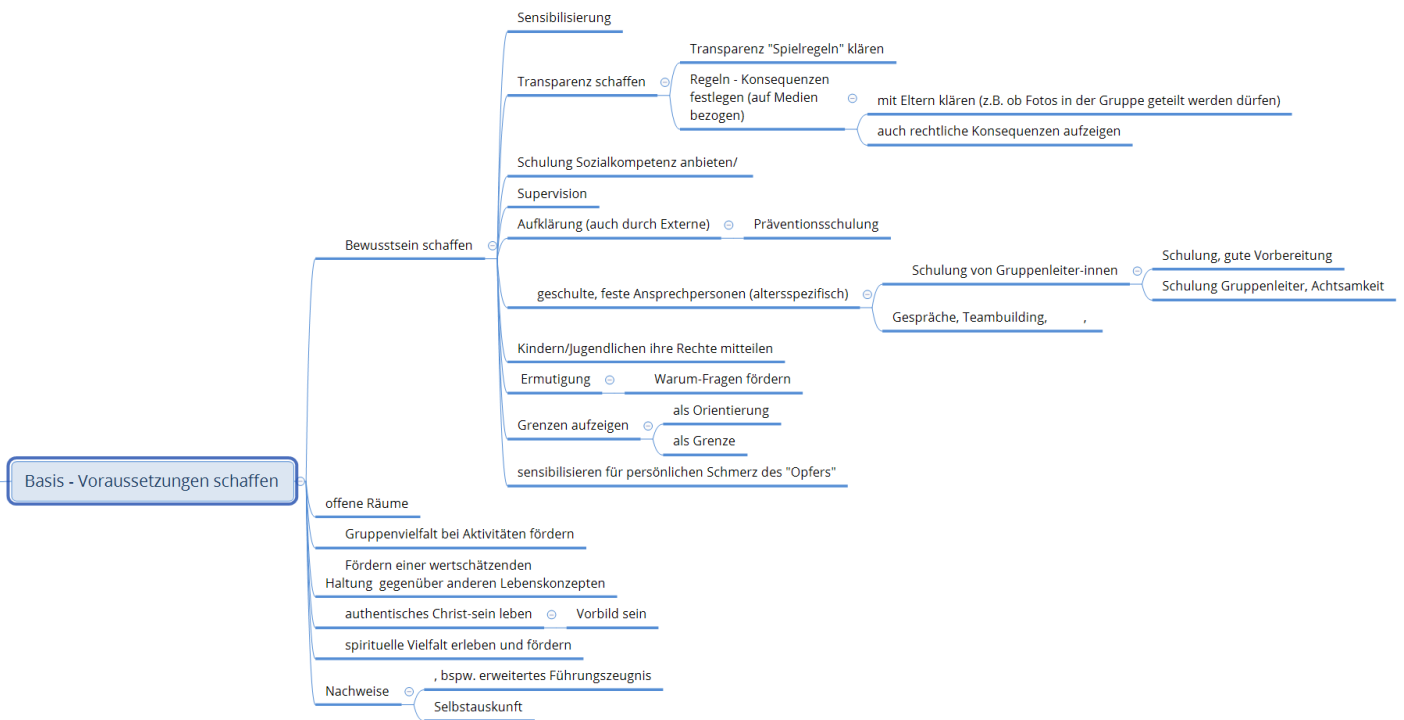 Sensibilisierung
Transparenz "Spielregeln" klären
Transparenz schaffen
Regeln - Konsequenzen
festlegen (auf Medien
bezogen)
mit Eltern klären (z.B. ob Fotos in der Gruppe geteilt werden dürfen)
auch rechtliche Konsequenzen aufzeigen
Schulung Sozialkompetenz anbieten/
Supervision
Aufklärung (auch durch Externe)
Präventionsschulung
Bewusstsein schaffen
geschulte, feste Ansprechpersonen (altersspezifisch)
Schulung von Gruppenleiter-innen
Schulung, gute Vorbereitung
Schulung Gruppenleiter, Achtsamkeit
Gespräche, Teambuilding, ,
Kindern/Jugendlichen ihre Rechte mitteilen
Ermutigung
Warum-Fragen fördern
Grenzen aufzeigen
als Orientierung
als Grenze
sensibilisieren für persönlichen Schmerz des "Opfers"
Basis - Voraussetzungen schaffen
offene Räume
Gruppenvielfalt bei Aktivitäten fördern
Fördern einer wertschätzenden
Haltung gegenüber anderen Lebenskonzepten
authentisches Christ-sein leben
Vorbild sein
spirituelle Vielfalt erleben und fördern
Nachweise
, bspw. erweitertes Führungszeugnis
Selbstauskunft